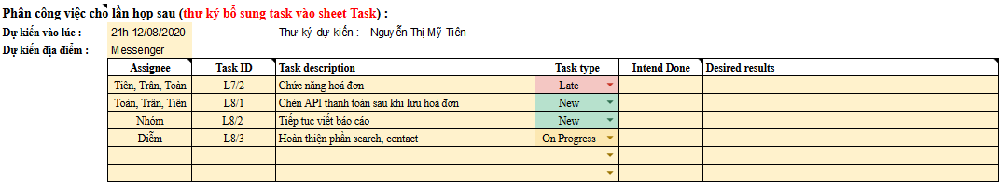 Phân công việc cho lần họp sau (thư ký bổ sung task vào sheet Task) :
Dự kiến vào lúc : 21h-12/08/2020 Thư ký dự kiến : Nguyễn Thị Mỹ Tiên
Dự kiến địa điểm : Messenger
Assignee Task ID Task description Task type Intend Done Desired results
Tiên, Trân, Toàn L7/2 Chức năng hoá đơn Late
Toàn, Trân, Tiên L8/1 Chèn API thanh toán sau khi lưu hoá đơn New
Nhóm L8/2 Tiếp tục viết báo cáo New
Diễm L8/3 Hoàn thiện phần search, contact On Progress